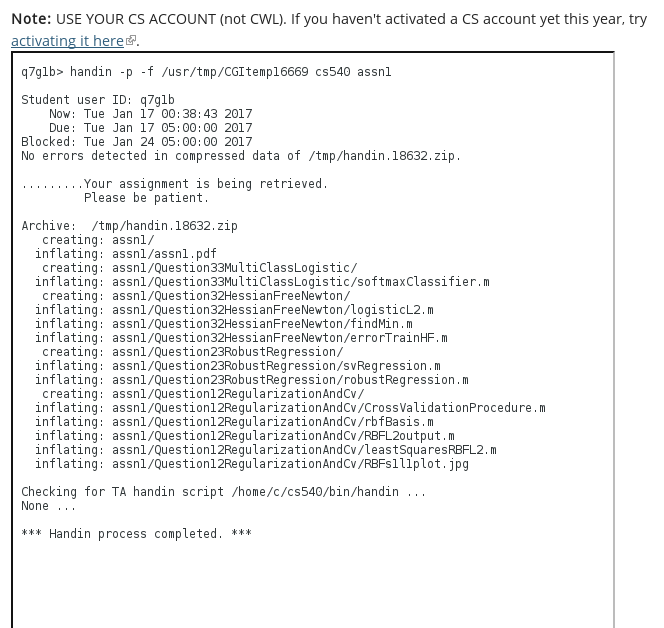 Note: USE YOUR CS ACCOUNT (not CWL). If you haven't activated a CS account yet this year, try
activating it here.
q7g1b> handin -p -f /usr/tmp/CGItemp16669 cs540 assn1
Student user ID: q7g1b
Now: Tue Jan 17 00:38:43 2017
Due: Tue Jan 17 05:00:00 2017
Blocked: Tue Jan 24 05:00:00 2017
No errors detected in compressed data of /tmp/handin.18632.zip.
.........Your assignment is being retrieved.
Please be patient.
Archive:  /tmp/handin.18632.zip
creating: assn1/
inflating: assn1/assn1.pdf
creating: assn1/Question33MultiClassLogistic/
inflating: assn1/Question33MultiClassLogistic/softmaxClassifier.m
creating: assn1/Question32HessianFreeNewton/
inflating: assn1/Question32HessianFreeNewton/logisticL2.m
inflating: assn1/Question32HessianFreeNewton/findMin.m
inflating: assn1/Question32HessianFreeNewton/errorTrainHF.m
creating: assn1/Question23RobustRegression/
inflating: assn1/Question23RobustRegression/svRegression.m
inflating: assn1/Question23RobustRegression/robustRegression.m
creating: assn1/Question12RegularizationAndCv/
inflating: assn1/Question12RegularizationAndCv/CrossValidationProcedure.m
inflating: assn1/Question12RegularizationAndCv/rbfBasis.m
inflating: assn1/Question12RegularizationAndCv/RBFL2output.m
inflating: assn1/Question12RegularizationAndCv/leastSquaresRBFL2.m
inflating: assn1/Question12RegularizationAndCv/RBFs1l1plot.jpg
Checking for TA handin script /home/c/cs540/bin/handin ...
None ...
*** Handin process completed. ***